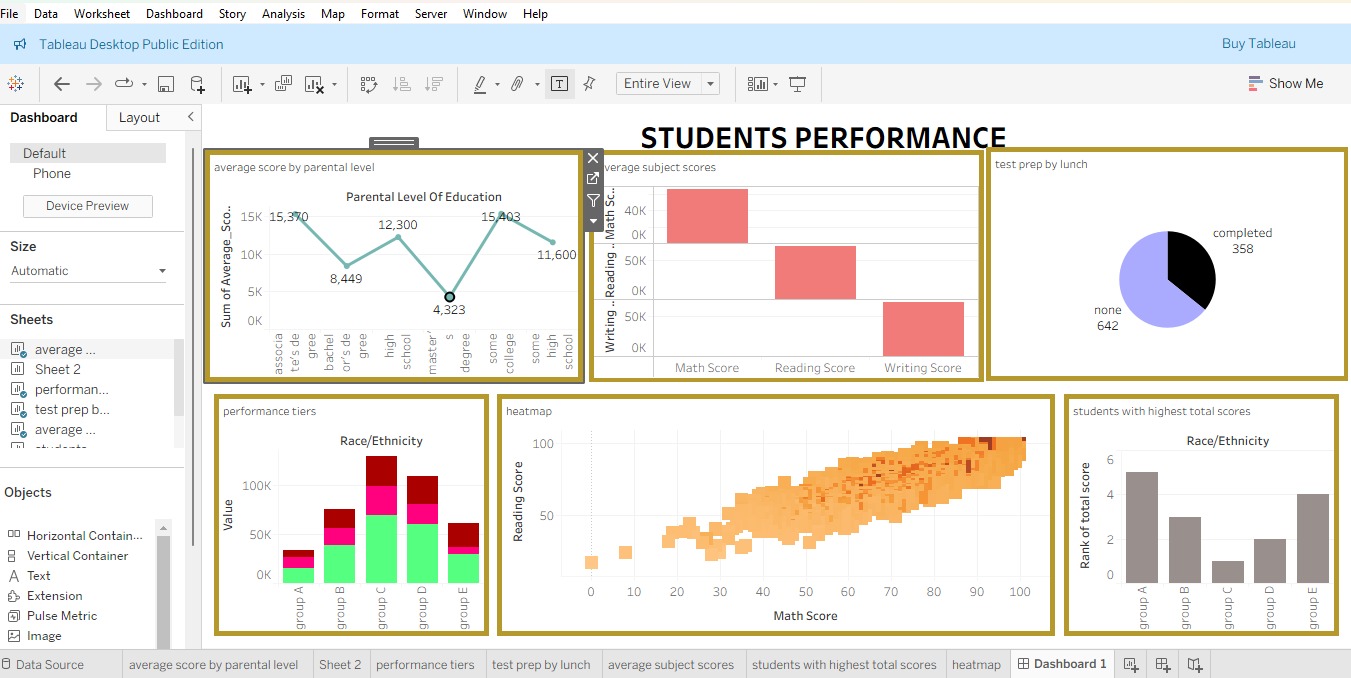 File Data Worksheet Dashboard Story Analysis Map Format Server Window Help
Tableau Desktop Public Edition
Buy Tableau
Entire View
Show Me
Dashboard
Layout
Default
Phone
Device Preview
Size
Automatic
Sheets
average ...
Sheet 2
performan...
test prep b...
average ...
Objects
Horizontal Contain...
Vertical Container
A Text
Extension
Pulse Metric
Image
STUDENTS PERFORMANCE
average score by parental level
Parental Level Of Education
Sum of Average_Sco..
15K
10K
5K
0K
15,370
8,449
12,300
4,323
15,403
11,600
associa
te's de
gree
bachel
or's de
gree
high
school
master'
s
degree
some
college
some
high
school
verage subject scores
Math Sc..
40K
0K
Reading ..
50K
0K
Writing ..
50K
0K
Math Score
Reading Score
Writing Score
test prep by lunch
completed
358
none
642
performance tiers
Race/Ethnicity
Value
100K
50K
0K
group A
group B
group C
group D
group E
heatmap
Reading Score
100
50
0 10 20 30 40 50 60 70 80 90 100
Math Score
students with highest total scores
Race/Ethnicity
Rank of total score
6
4
2
0
group A
group B
group C
group D
group E
Data Source
average score by parental level
Sheet 2
performance tiers
test prep by lunch
average subject scores
students with highest total scores
heatmap
Dashboard 1